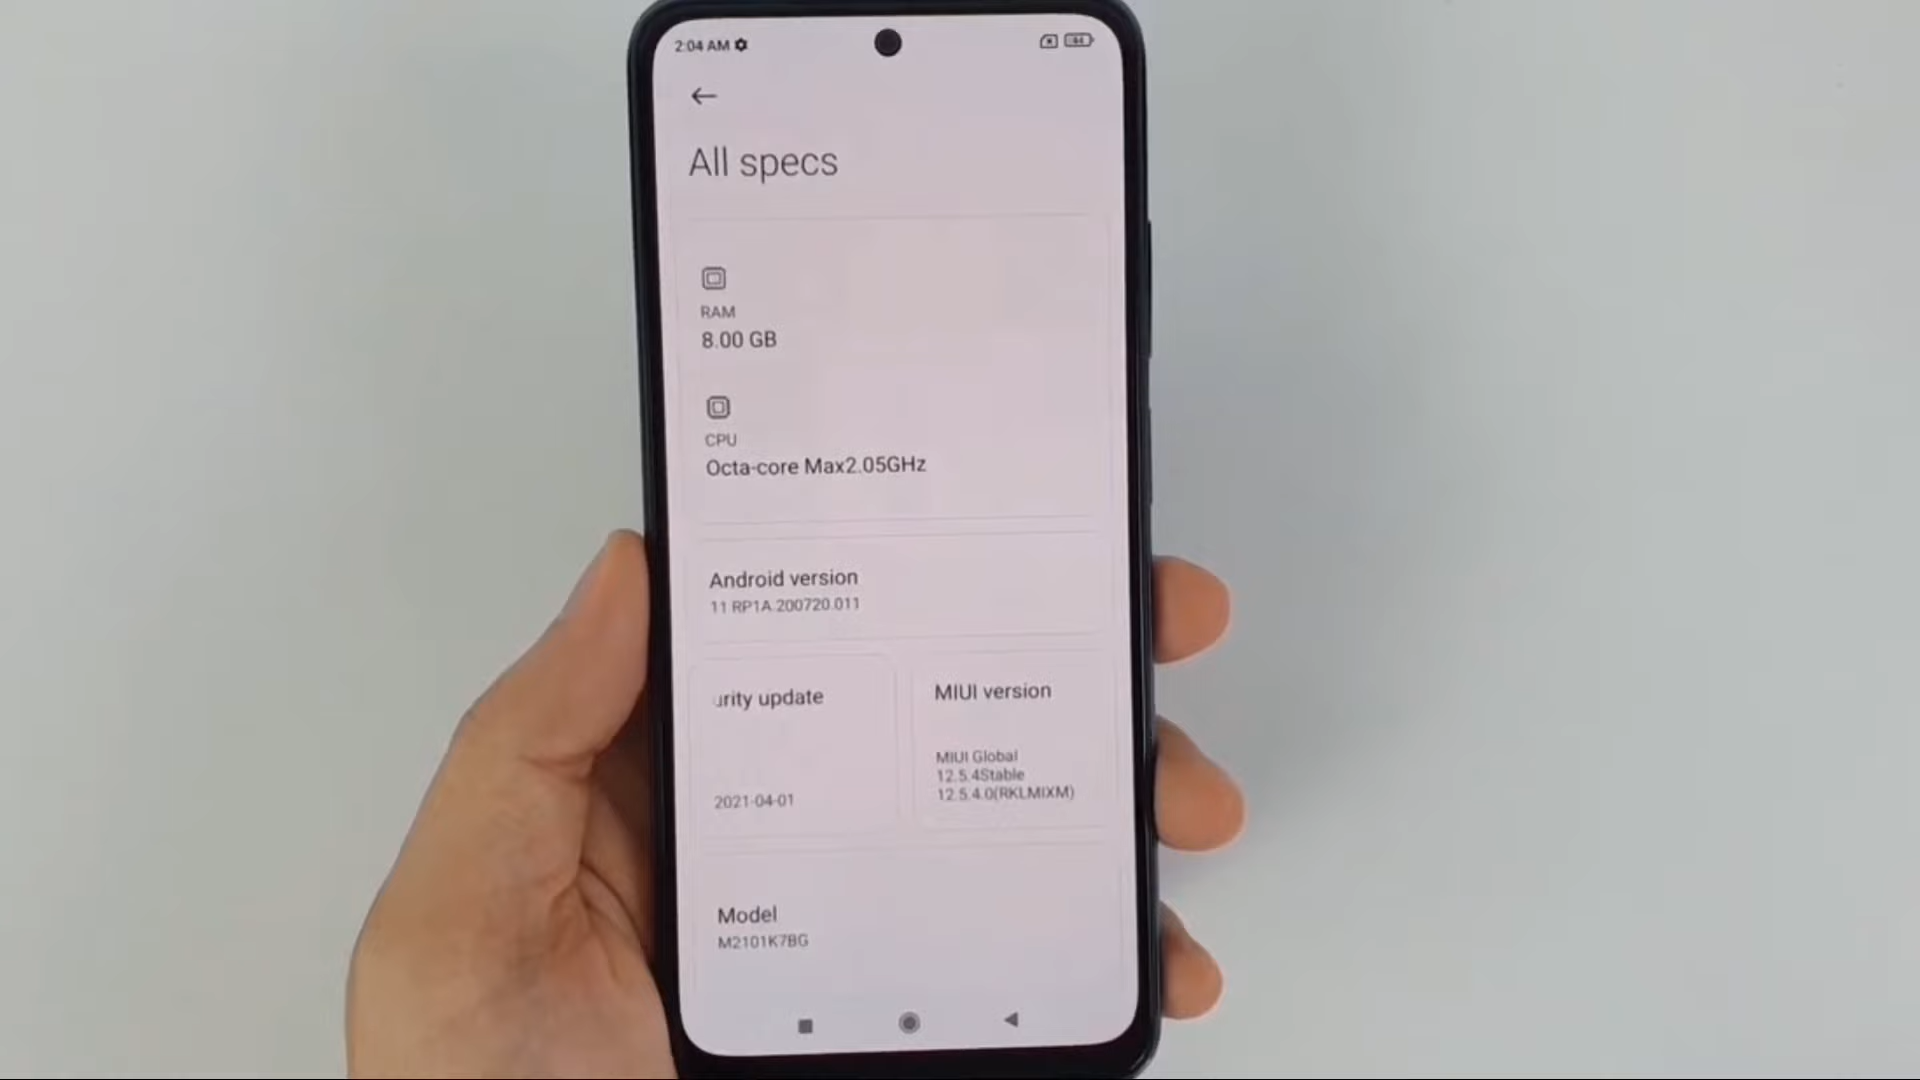 2:04 AM
All specs
RAM
8.00 GB
CPU
Octa-core Max2.05GHz
Android version
11 RP1A.200720.011
urity update
MIUI version
MIUI Global
12.5.4Stable
12.5.4.0(RKLMIXM)
2021-04-01
Model
M2101K7BG